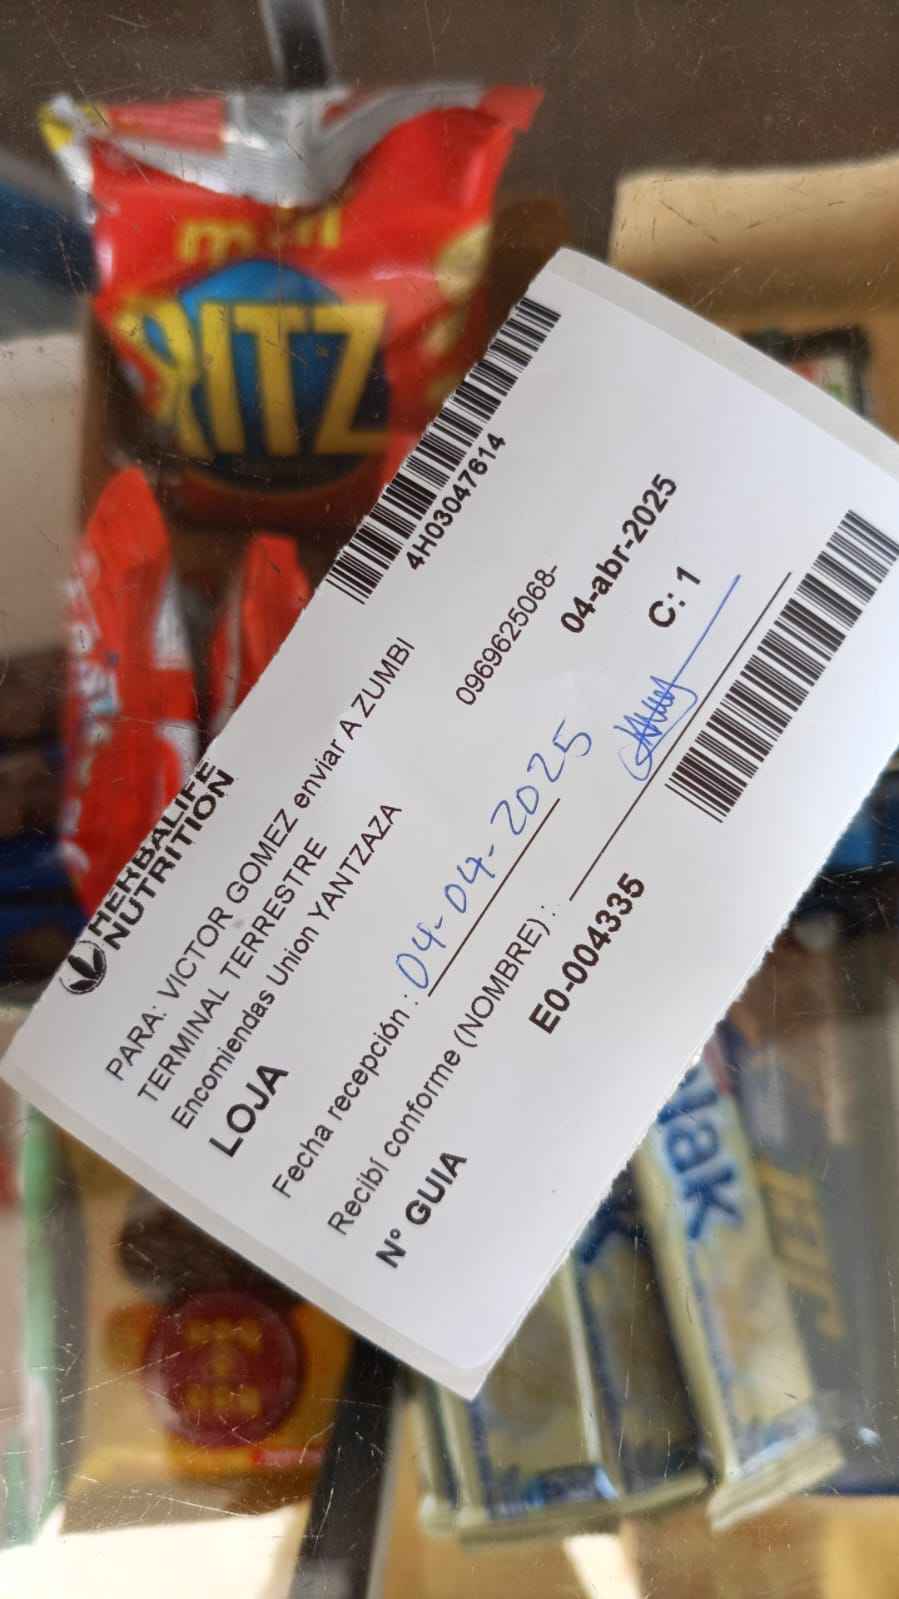 mini
RITZ
4H03047614
HERBALIFE
NUTRITION
PARA: VICTOR GOMEZ enviar A ZUMBI
TERMINAL TERRESTRE
0969625068-
Encomiendas Union YANTZAZA
LOJA
04-abr-2025
Fecha recepción : 04-04-2025
C: 1
Recibí conforme (NOMBRE) :
N° GUIA E0-004335